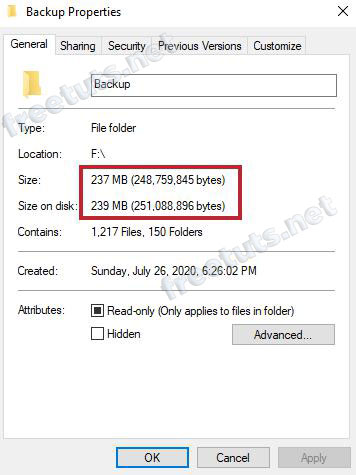 Backup Properties
General Sharing Security Previous Versions Customize
freetuts.net
Backup
Type: File folder
Location: F:\
Size: 237 MB (248,759,845 bytes)
Size on disk: 239 MB (251,088,896 bytes)
Contains: 1,217 Files, 150 Folders
Created: Sunday, July 26, 2020, 6:26:02 PM
freetuts.net
Attributes: Read-only (Only applies to files in folder)
Hidden Advanced...
OK Cancel Apply